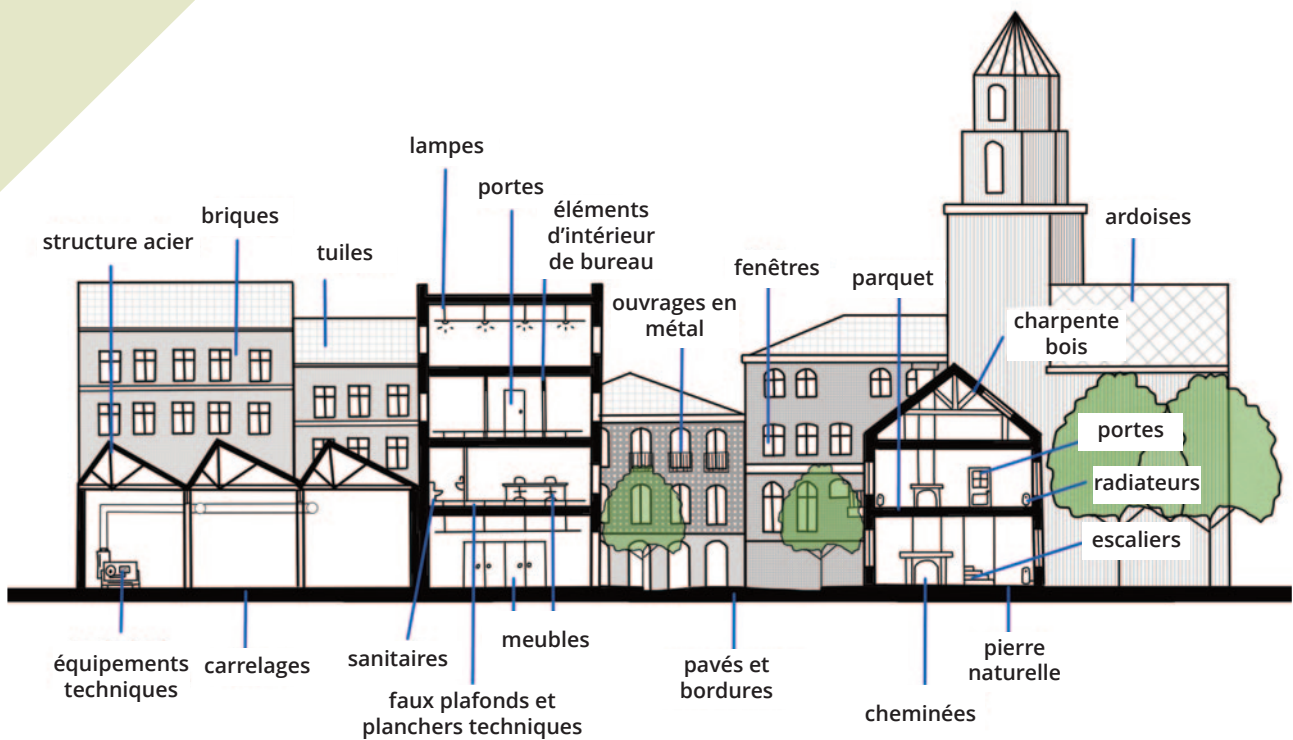 lampes
portes
éléments
d'intérieur
de bureau
briques
structure acier
tuiles
ardoises
fenêtres
parquet
ouvrages en
métal
charpente
bois
portes
radiateurs
escaliers
équipements
techniques
carrelages
sanitaires
meubles
faux plafonds et
planchers techniques
pavés et
bordures
pierre
naturelle
cheminées